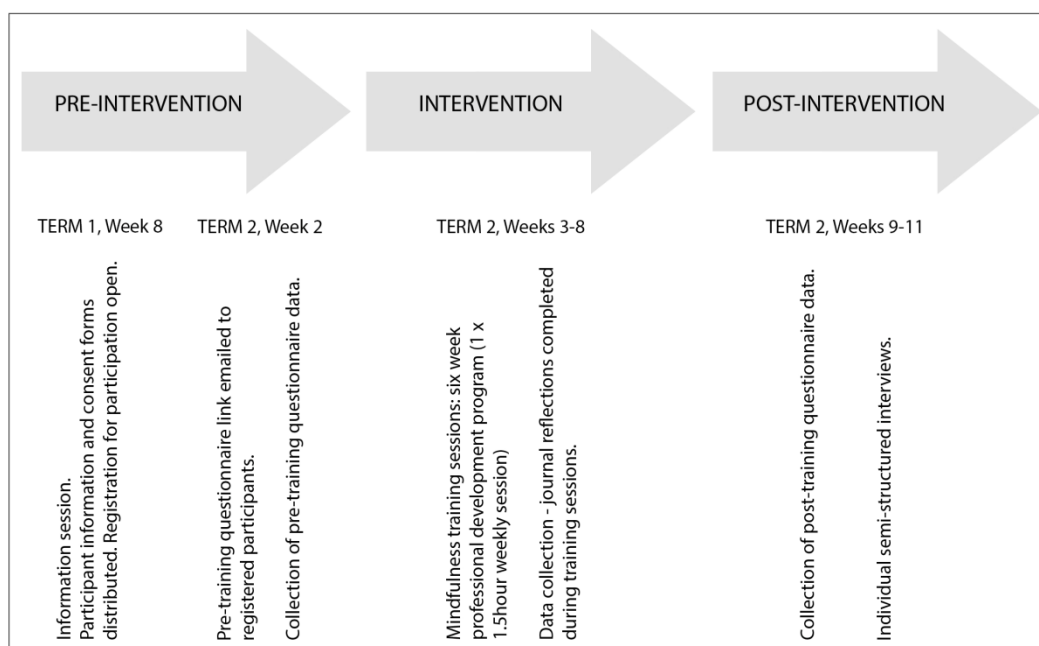 PRE-INTERVENTION
INTERVENTION
POST-INTERVENTION
TERM 1, Week 8
TERM 2, Week 2
TERM 2, Weeks 3-8
TERM 2, Weeks 9-11
Information session.
Participant information and consent forms
distributed. Registration for participation open.
Pre-training questionnaire link emailed to
registered participants.
Collection of pre-training questionnaire data.
Mindfulness training sessions: six week
professional development program (1 x
1.5hour weekly session)
Data collection - journal reflections completed
during training sessions.
Collection of post-training questionnaire data.
Individual semi-structured interviews.